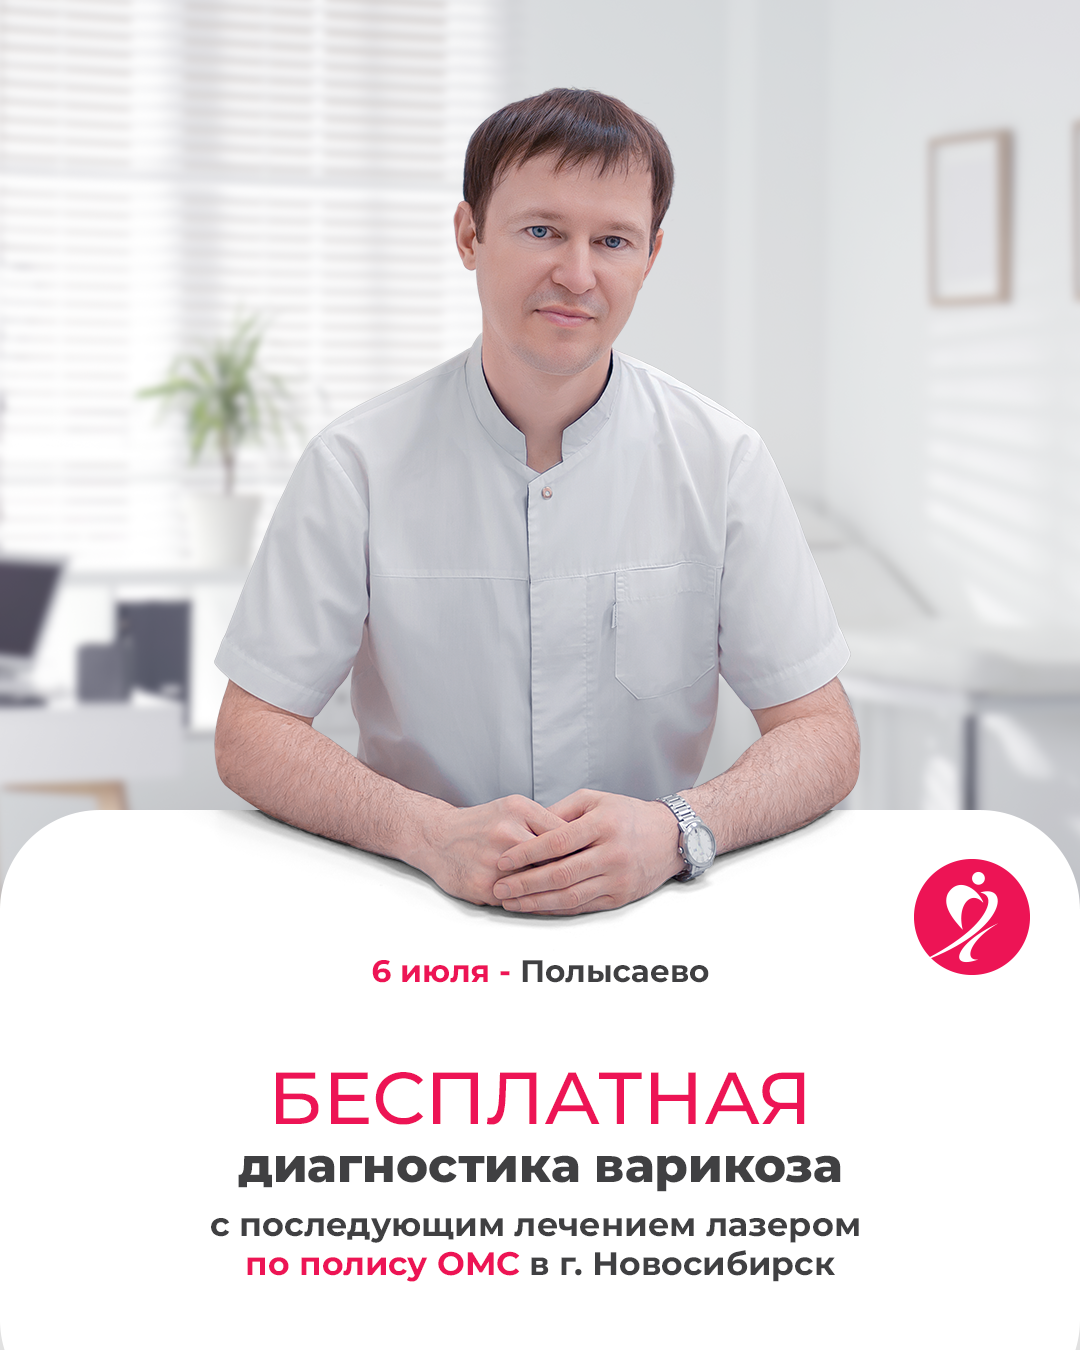 6 июля - Полысаево
БЕСПЛАТНАЯ
диагностика варикоза
с последующим лечением лазером
по полису ОМС в г. Новосибирск